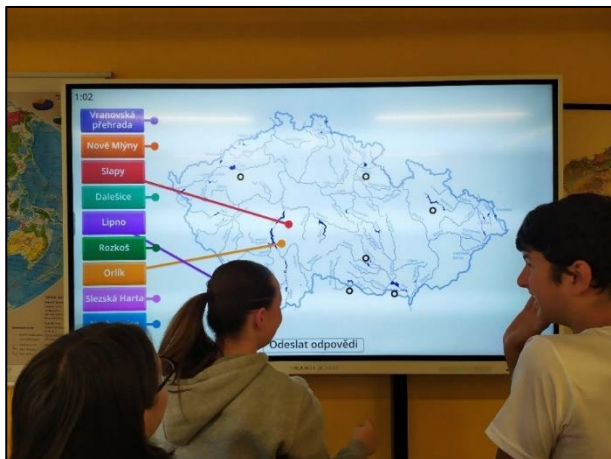 1:02
Vranovská
přehrada
Nové Mlýny
Slapy
Dalešice
Lipno
Rozkoš
Orlík
Slezská Harta
Odeslat odpovědi